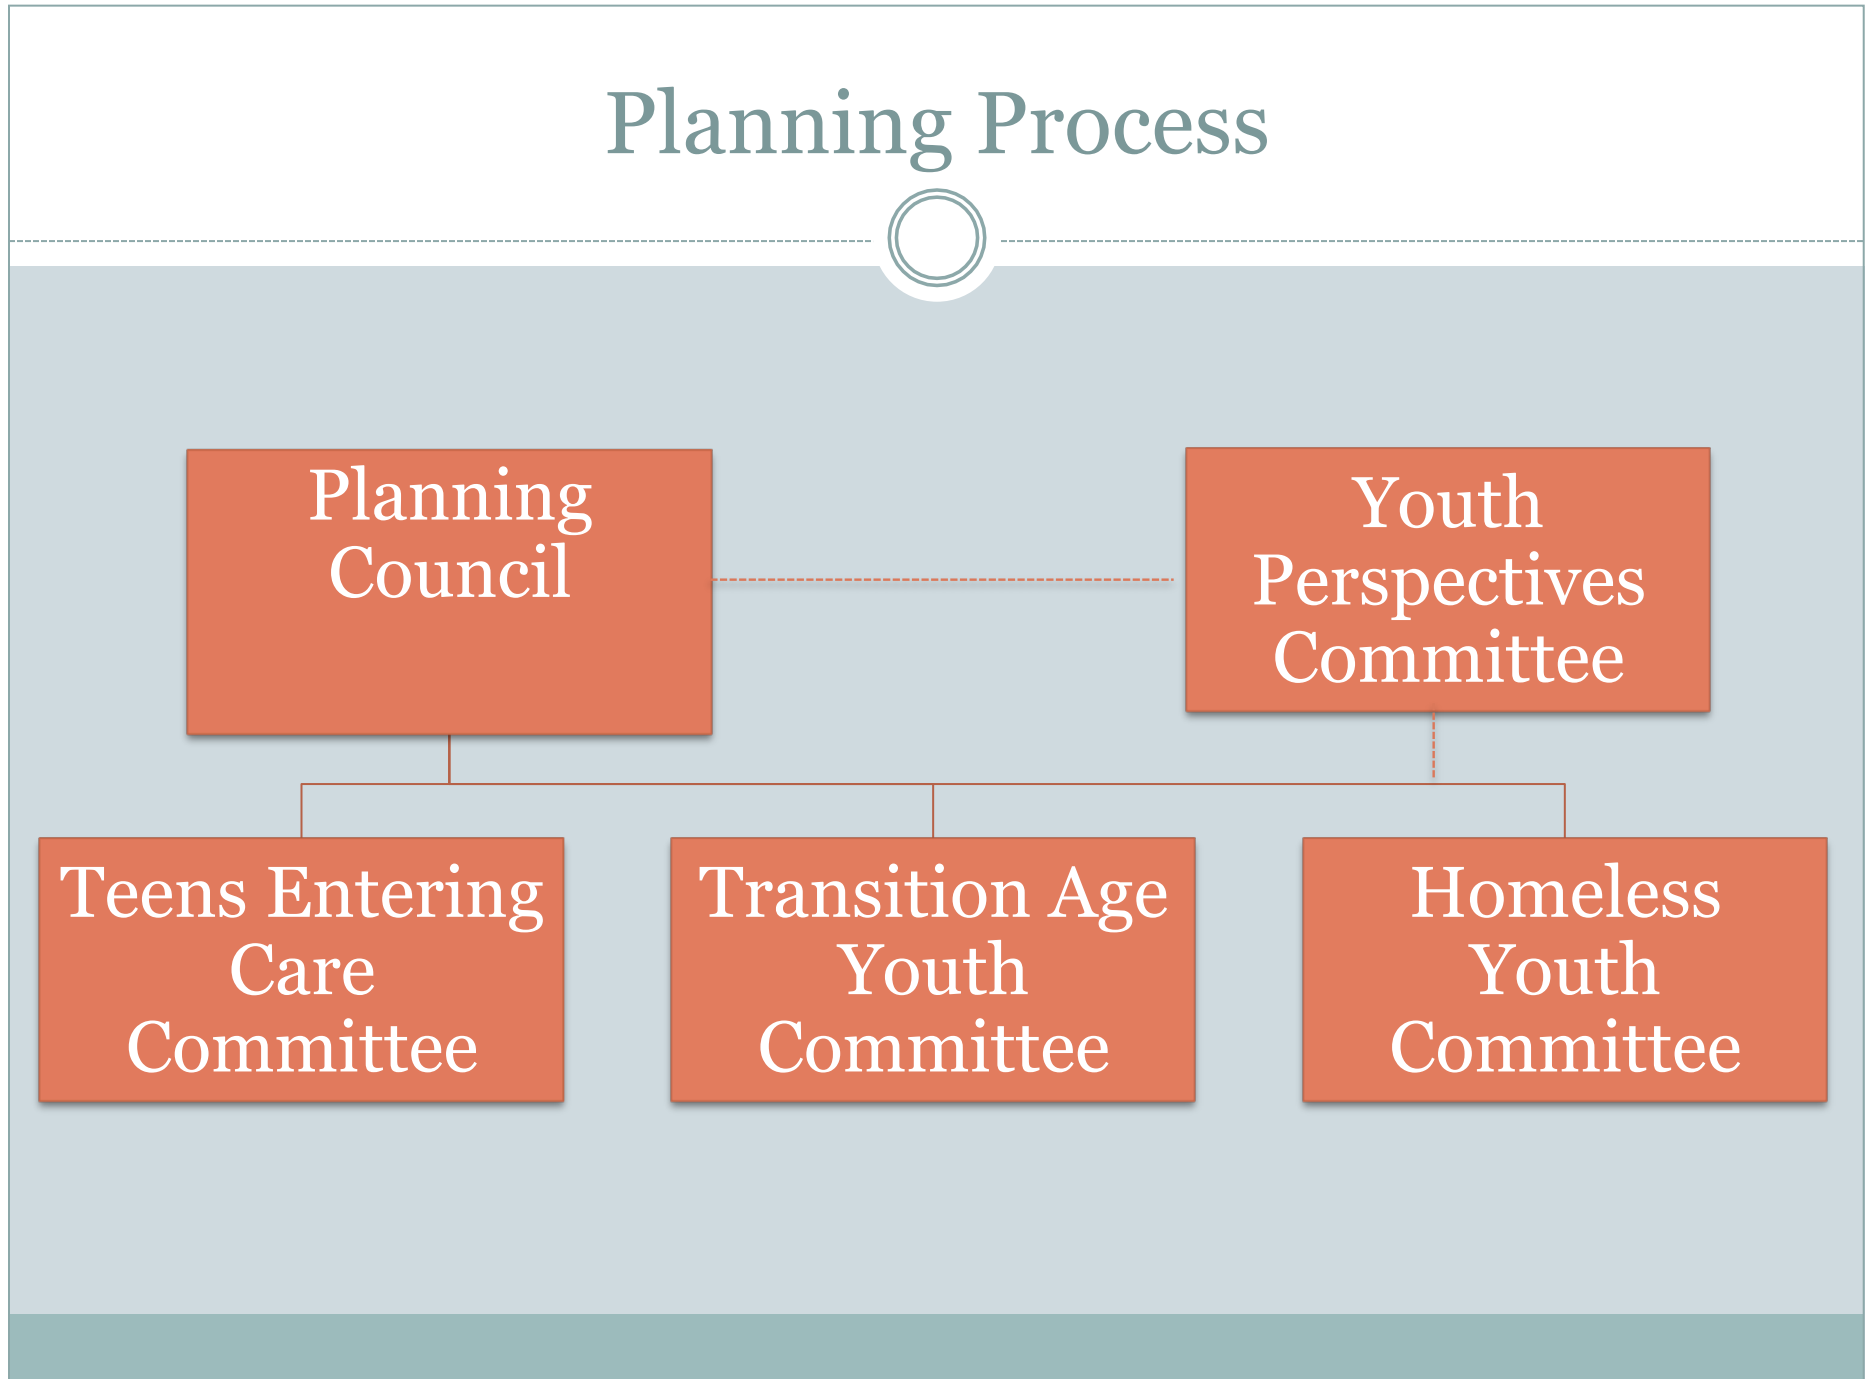 Planning Process
Planning
Council
Youth
Perspectives
Committee
Teens Entering
Care
Committee
Transition Age
Youth
Committee
Homeless
Youth
Committee